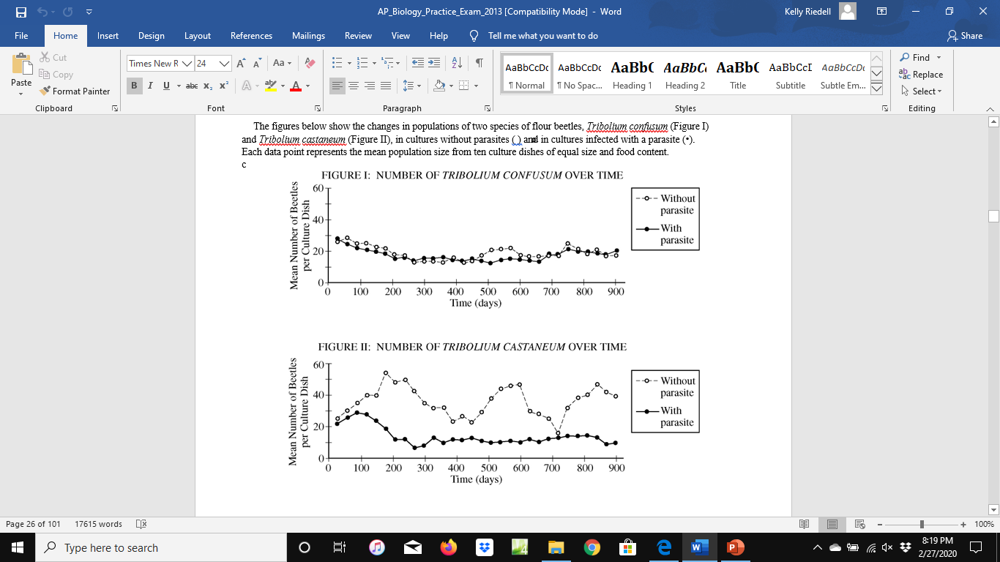 AP_Biology_Practice_Exam_2013 [Compatibility Mode] - Word
Kelly Riedell
File Home Insert Design Layout References Mailings Review View Help Tell me what you want to do Share
Paste
Cut
Copy
Format Painter
Clipboard
Times New R 24
B I U abc x₂ x²
Font
Paragraph
AaBbCcDc AaBbCcDc AaBbC AaBbCc AaBbC AaBbCcI AaBbCcDc
¶ Normal ¶ No Spac... Heading 1 Heading 2 Title Subtitle Subtle Em...
Styles
Find
Replace
Select
Editing
The figures below show the changes in populations of two species of flour beetles, Tribolium confusum (Figure I)
and Tribolium castaneum (Figure II), in cultures without parasites ( ) and in cultures infected with a parasite (•).
Each data point represents the mean population size from ten culture dishes of equal size and food content.
c
FIGURE I: NUMBER OF TRIBOLIUM CONFUSUM OVER TIME
Mean Number of Beetles
per Culture Dish
60
40
20
0
0 100 200 300 400 500 600 700 800 900
Time (days)
Without
parasite
With
parasite
FIGURE II: NUMBER OF TRIBOLIUM CASTANEUM OVER TIME
Mean Number of Beetles
per Culture Dish
60
40
20
0
0 100 200 300 400 500 600 700 800 900
Time (days)
Without
parasite
With
parasite
Page 26 of 101 17615 words
100%
Type here to search
8:19 PM
2/27/2020